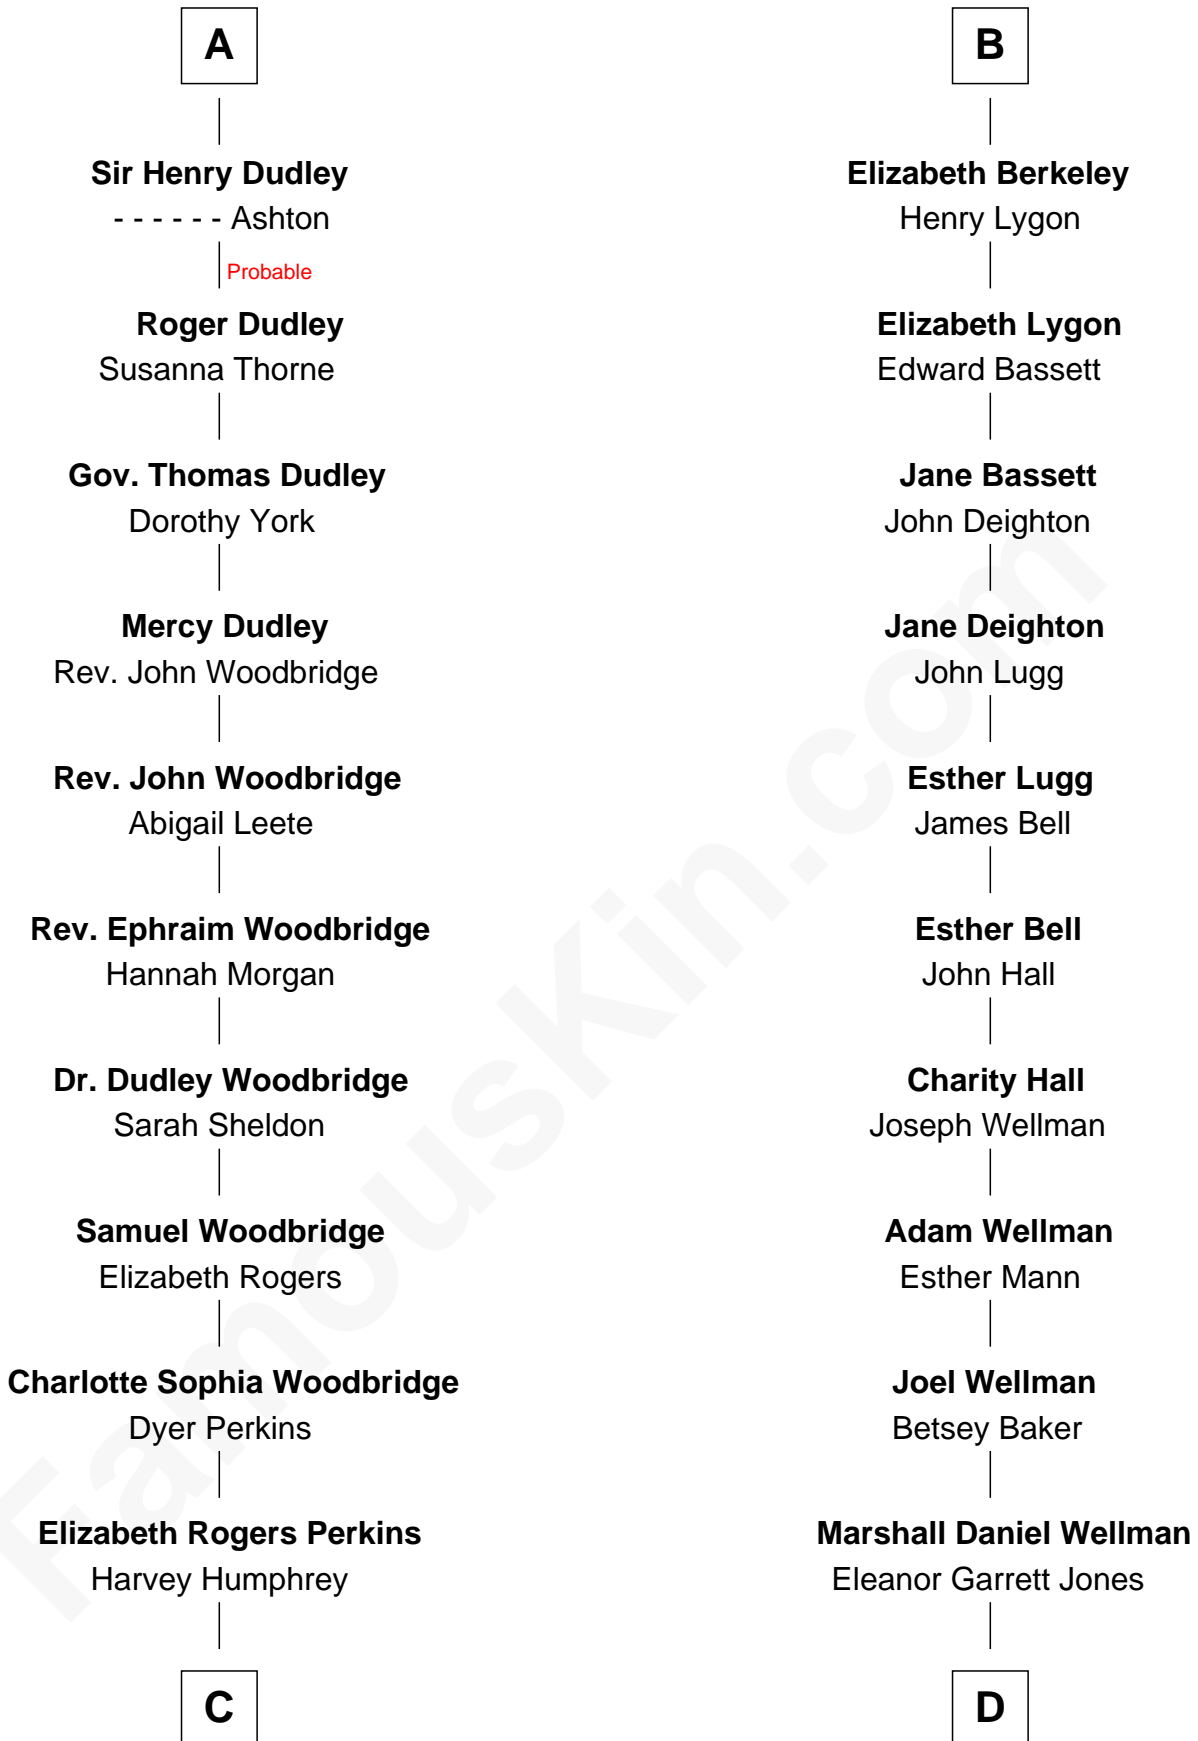 A
Sir Henry Dudley
- - - - - - Ashton
Probable
Roger Dudley
Susanna Thorne
Gov. Thomas Dudley
Dorothy York
Mercy Dudley
Rev. John Woodbridge
Rev. John Woodbridge
Abigail Leete
Rev. Ephraim Woodbridge
Hannah Morgan
Dr. Dudley Woodbridge
Sarah Sheldon
Samuel Woodbridge
Elizabeth Rogers
Charlotte Sophia Woodbridge
Dyer Perkins
Elizabeth Rogers Perkins
Harvey Humphrey
C
B
Elizabeth Berkeley
Henry Lygon
Elizabeth Lygon
Edward Bassett
Jane Bassett
John Deighton
Jane Deighton
John Lugg
Esther Lugg
James Bell
Esther Bell
John Hall
Charity Hall
Joseph Wellman
Adam Wellman
Esther Mann
Joel Wellman
Betsey Baker
Marshall Daniel Wellman
Eleanor Garrett Jones
D
FamousKin.com